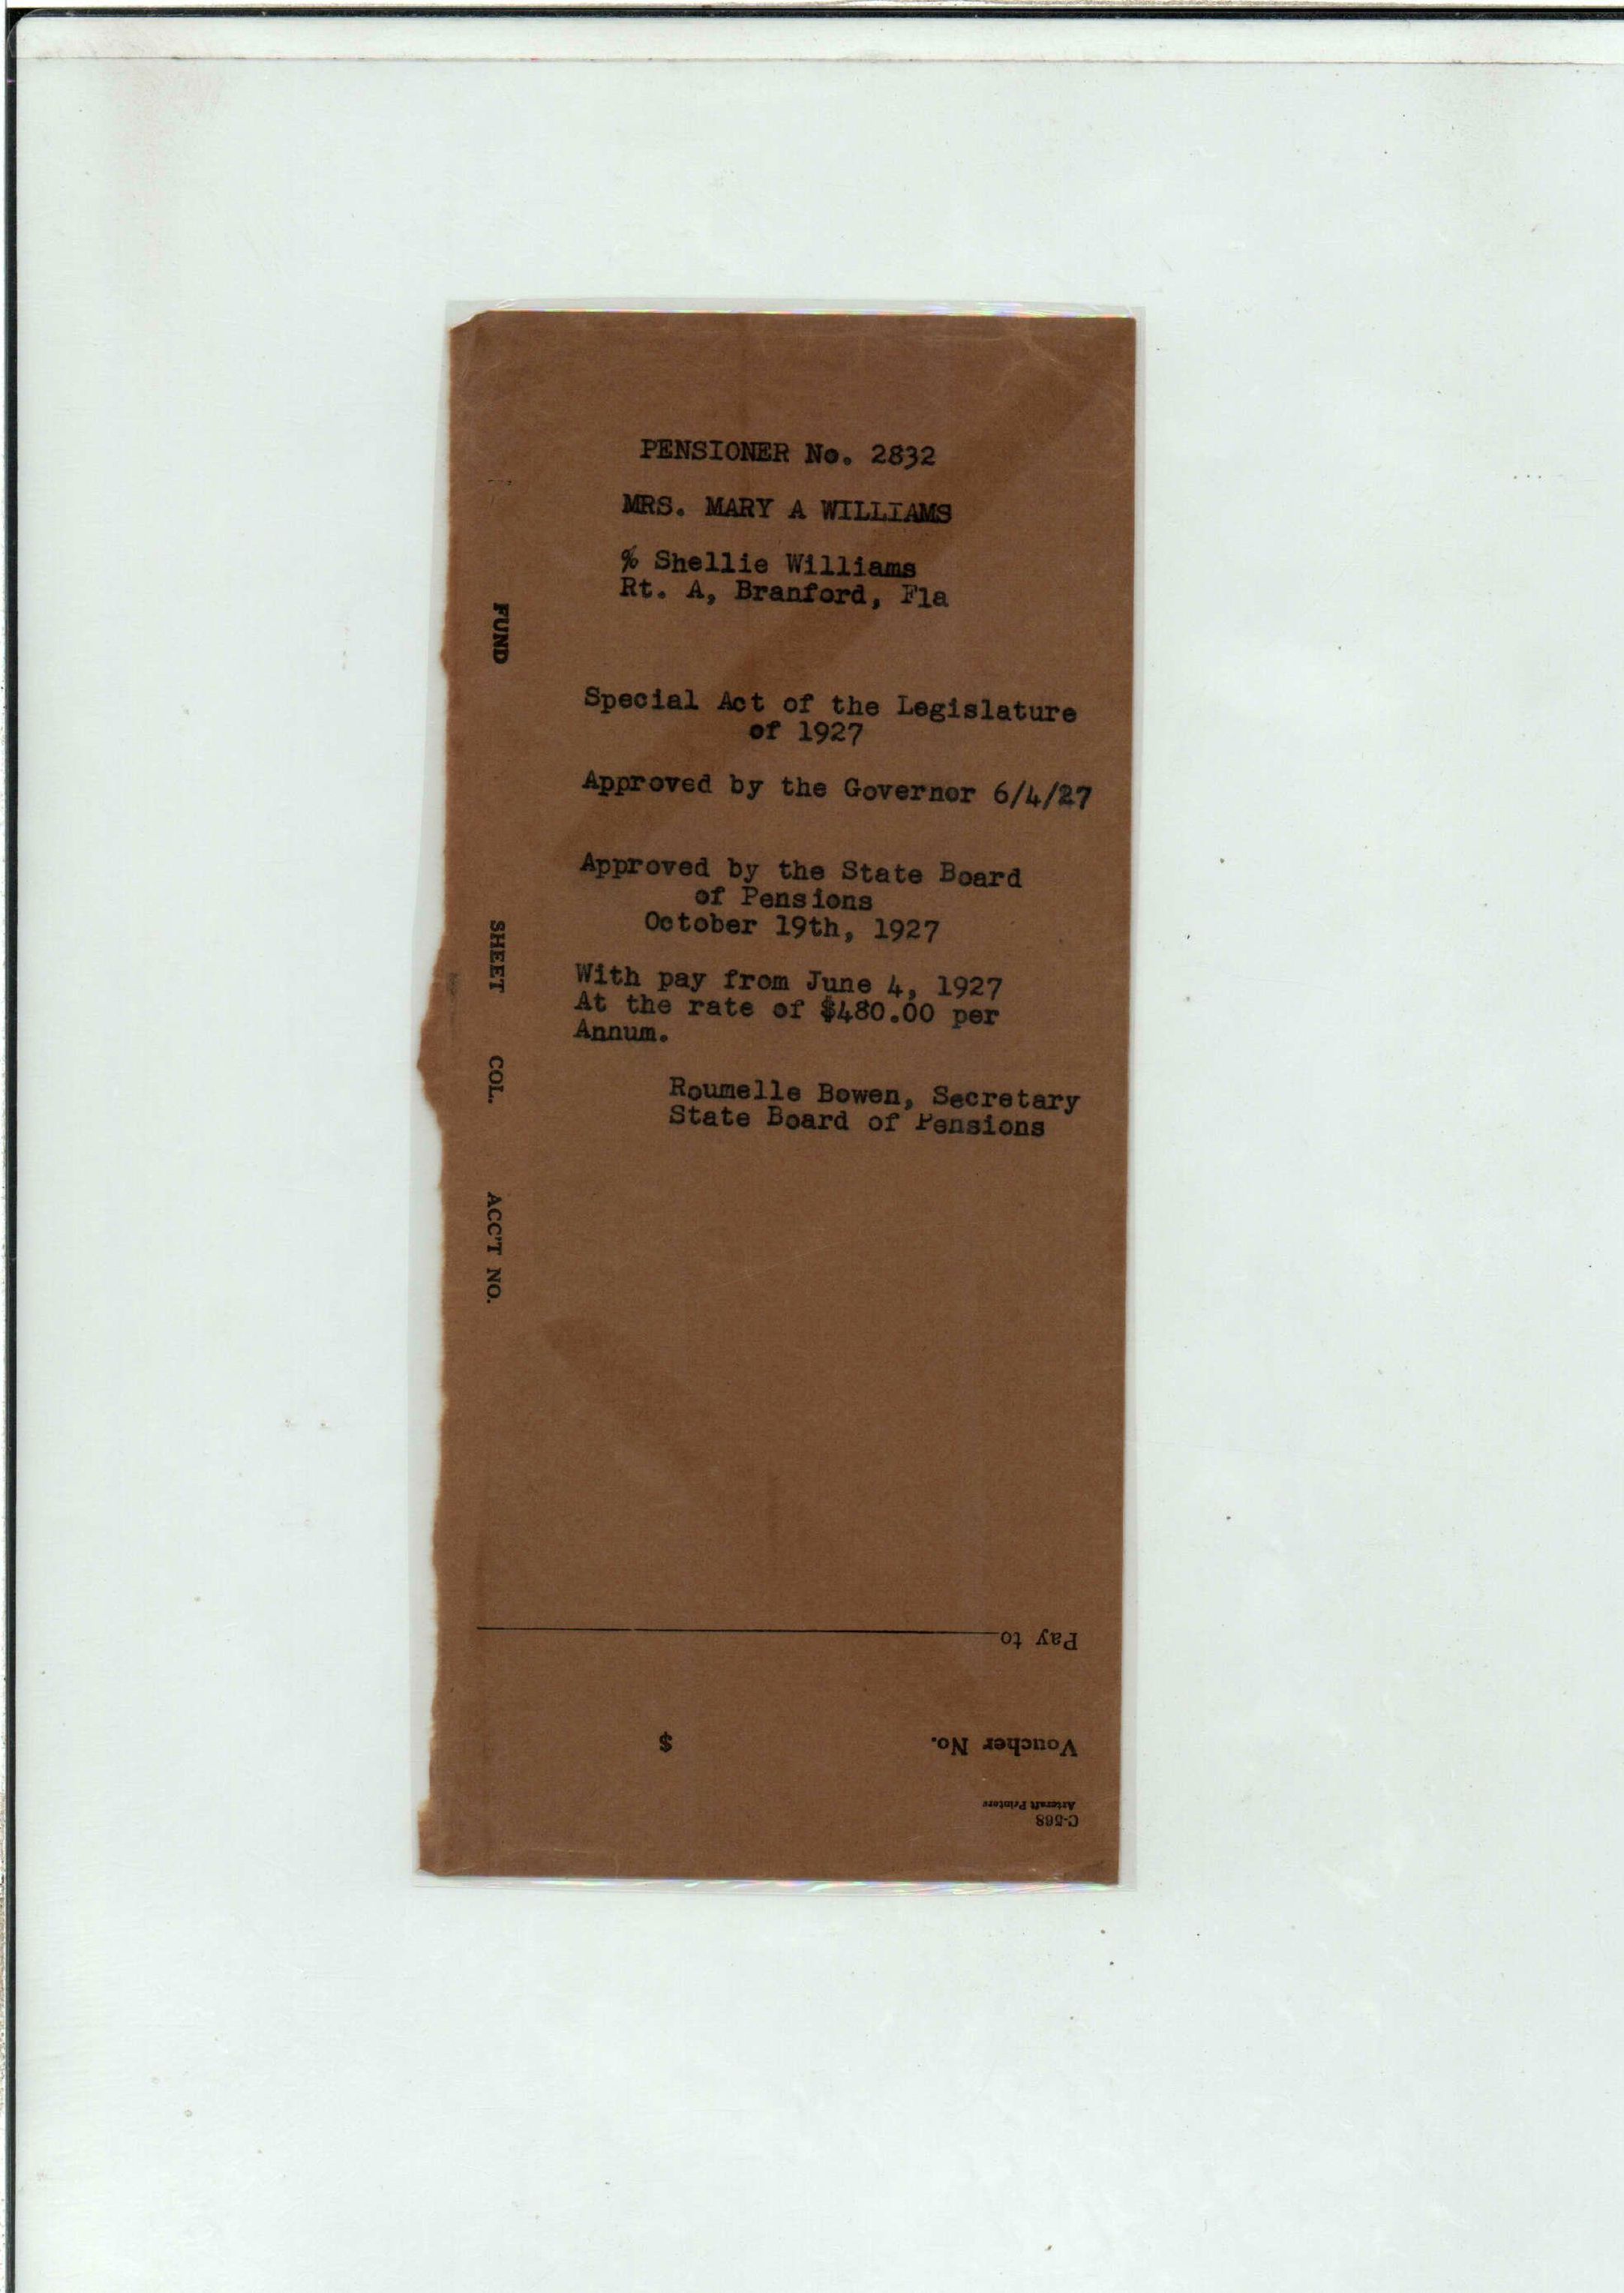 PENSIONER No. 2832
MRS. MARY A WILLIAMS
% Shellie Williams
Rt. A, Branford, Fla
Special Act of the Legislature
of 1927
Approved by the Governor 6/4/27
Approved by the State Board
of Pensions
October 19th, 1927
With pay from June 4, 1927
At the rate of $480.00 per
Annum.
Roumelle Bowen, Secretary
State Board of Pensions
FUND
SHEET
COL.
ACC'T NO.
Pay to
Voucher No. $
Artcraft Printers
C-568